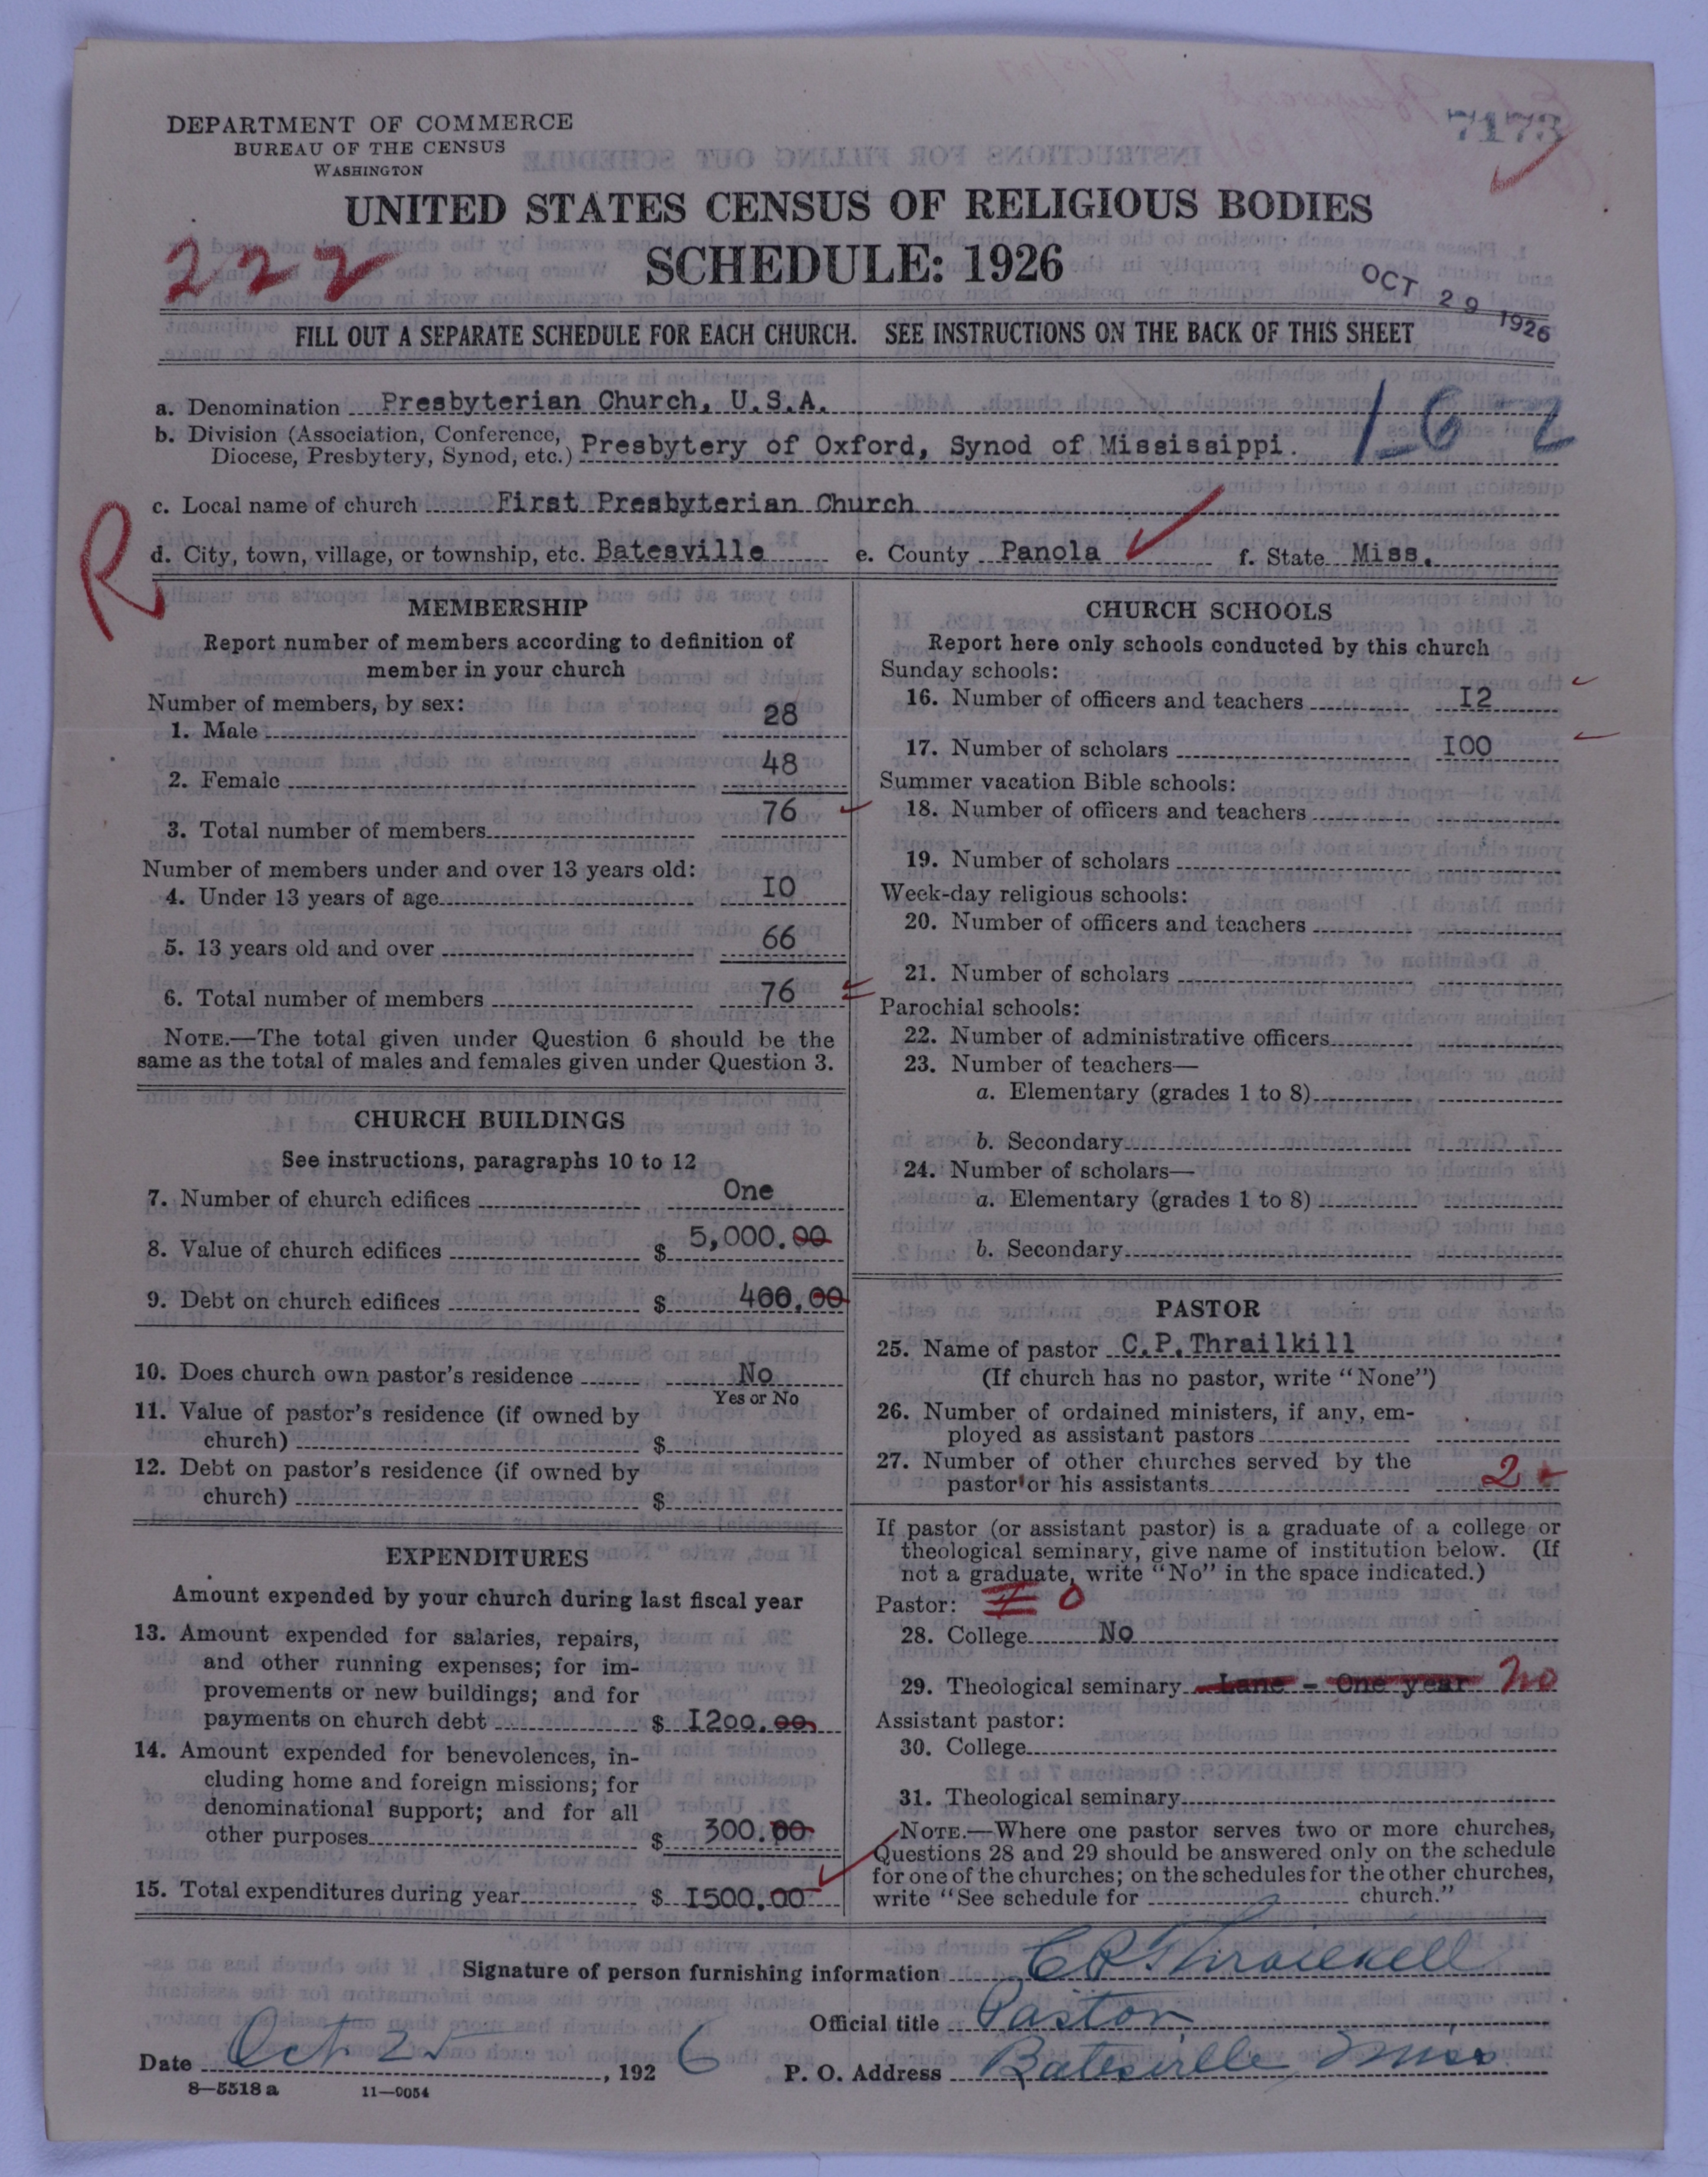 7173
DEPARTMENT OF COMMERCE
BUREAU OF THE CENSUS
WASHINGTON
UNITED STATES CENSUS OF RELIGIOUS BODIES
SCHEDULE: 1926
222
OCT 29 1926
FILL OUT A SEPARATE SCHEDULE FOR EACH CHURCH. SEE INSTRUCTIONS ON THE BACK OF THIS SHEET
a. Denomination Presbyterian Church, U.S.A.
b. Division (Association, Conference,
Diocese, Presbytery, Synod, etc.) Presbytery of Oxford, Synod of Mississippi.
c. Local name of church First Presbyterian Church
R
d. City, town, village, or township, etc. Batesville e. County Panola f. State Miss.
MEMBERSHIP
Report number of members according to definition of
member in your church
Number of members, by sex:
1. Male 28
2. Female 48
3. Total number of members 76
Number of members under and over 13 years old:
4. Under 13 years of age I0
5. 13 years old and over 66
6. Total number of members 76
NOTE.—The total given under Question 6 should be the
same as the total of males and females given under Question 3.
CHURCH BUILDINGS
See instructions, paragraphs 10 to 12
7. Number of church edifices One
8. Value of church edifices $ 5,000.00
9. Debt on church edifices $ 400.00
10. Does church own pastor's residence No
Yes or No
11. Value of pastor's residence (if owned by
church) $
12. Debt on pastor's residence (if owned by
church) $
EXPENDITURES
Amount expended by your church during last fiscal year
13. Amount expended for salaries, repairs,
and other running expenses; for im-
provements or new buildings; and for
payments on church debt $ I200.00
14. Amount expended for benevolences, in-
cluding home and foreign missions; for
denominational support; and for all
other purposes $ 300.00
15. Total expenditures during year $ I500.00
CHURCH SCHOOLS
Report here only schools conducted by this church
Sunday schools:
16. Number of officers and teachers I2
17. Number of scholars I00
Summer vacation Bible schools:
18. Number of officers and teachers
19. Number of scholars
Week-day religious schools:
20. Number of officers and teachers
21. Number of scholars
Parochial schools:
22. Number of administrative officers
23. Number of teachers—
a. Elementary (grades 1 to 8)
b. Secondary
24. Number of scholars—
a. Elementary (grades 1 to 8)
b. Secondary
PASTOR
25. Name of pastor C.P.Thrailkill
(If church has no pastor, write "None")
26. Number of ordained ministers, if any, em-
ployed as assistant pastors
27. Number of other churches served by the
pastor or his assistants 2
If pastor (or assistant pastor) is a graduate of a college or
theological seminary, give name of institution below. (If
not a graduate, write "No" in the space indicated.)
Pastor: 0
28. College No
29. Theological seminary Lane - One year No
Assistant pastor:
30. College
31. Theological seminary
NOTE.—Where one pastor serves two or more churches,
Questions 28 and 29 should be answered only on the schedule
for one of the churches; on the schedules for the other churches,
write "See schedule for church."
Signature of person furnishing information C P Thrailkill
Official title Pastor
Date Oct 25, 1926 P. O. Address Batesville Miss
8—5518 a 11—9054